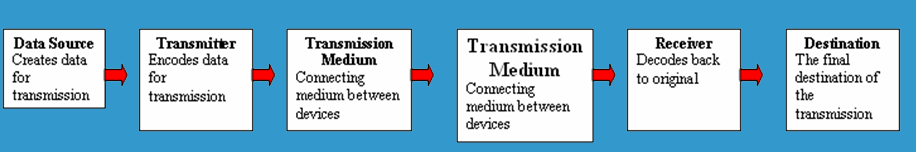 Data Source
Creates data
for
transmission
Transmitter
Encodes data
for
transmission
Transmission
Medium
Connecting
medium between
devices
Transmission
Medium
Connecting
medium between
devices
Receiver
Decodes back
to original
Destination
The final
destination of
the
transmission